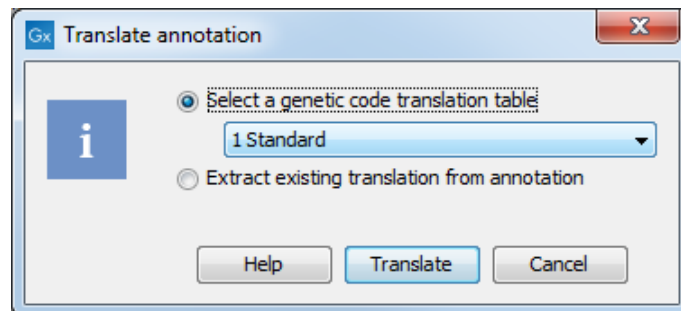 Gx Translate annotation
X
i
Select a genetic code translation table
1 Standard
Extract existing translation from annotation
Help Translate Cancel